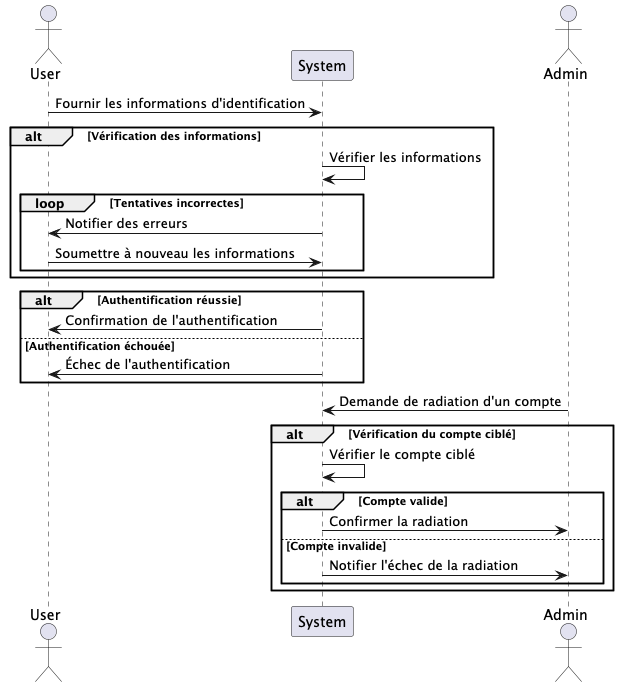 User
System
Admin
Fournir les informations d'identification
alt [Vérification des informations]
Vérifier les informations
loop [Tentatives incorrectes]
Notifier des erreurs
Soumettre à nouveau les informations
alt [Authentification réussie]
Confirmation de l'authentification
[Authentification échouée]
Échec de l'authentification
Demande de radiation d'un compte
alt [Vérification du compte ciblé]
Vérifier le compte ciblé
alt [Compte valide]
Confirmer la radiation
[Compte invalide]
Notifier l'échec de la radiation
User
System
Admin